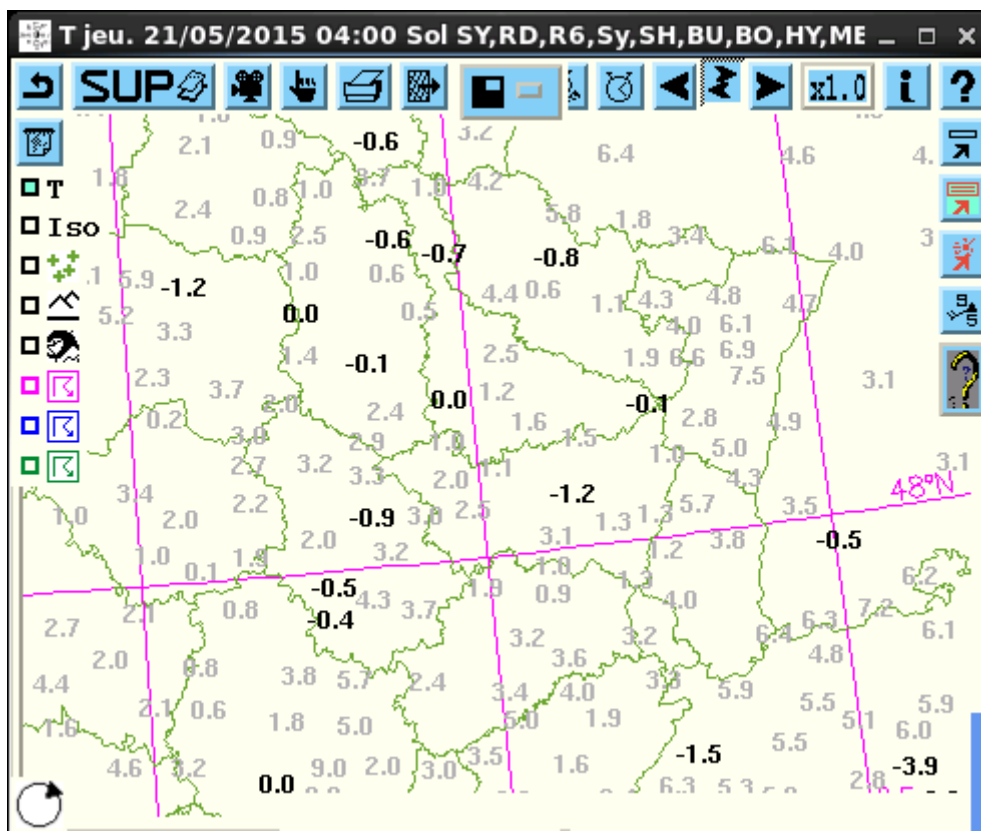 T jeu. 21/05/2015 04:00 Sol SY,RD,R6,Sy,SH,BU,BO,HY,ME
SUP x1.0 i ?
2.1 0.9 -0.6 3.2 6.4 4.6 4.
T 1.8 0.8 1.0 1.0 4.2
2.4 5.8 1.8
Iso 0.9 2.5 -0.6 -0.7 -0.8 3.4 6.1 4.0 3
.1 5.9 -1.2 1.0 0.6
5.2 0.0 0.5 4.4 0.6 1.1 4.3 4.8 4.7
3.3 4.0 6.1
1.4 -0.1 2.5 1.9 6.6 6.9
2.3 3.7 7.5 3.1
0.2 2.0 2.4 0.0 1.2 -0.1
1.6 2.8 4.9
3.0 2.9 1.0 1.5
2.7 3.2 3.3 2.0 1.1 1.0 5.0 3.1
3.4 -1.2 4.3 48°N
1.0 2.0 2.2 -0.9 3.0 2.5 1.3 1.3 5.7 3.5
1.0 1.9 2.0 3.2 3.1 1.2 3.8 -0.5
0.1 1.0
-0.5 1.9 0.9 1.3 6.2
2.7 2.1 0.8 -0.4 4.3 3.7 4.0 7.2
3.2 3.2 6.4 6.3 6.1
2.0 0.8 3.6 4.8
4.4 3.8 5.7 2.4 3.4 4.0 3.3 5.9
1.6 2.1 0.6 1.8 5.0 5.0 1.9 5.5 5.1 5.9
6.0
4.6 3.2 9.0 2.0 3.0 3.5 1.6 -1.5 5.5 -3.9
0.0 6.3 5.3 2.8